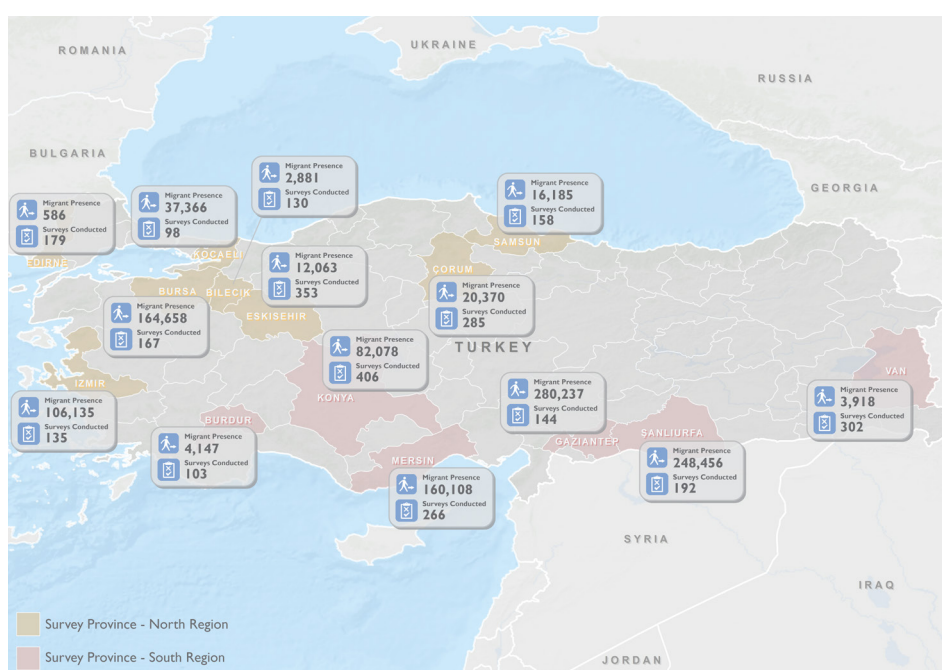 ROMANIA
UKRAINE
RUSSIA
BULGARIA
GEORGIA
Migrant Presence
2,881
Surveys Conducted
130
Migrant Presence
37,366
Surveys Conducted
98
Migrant Presence
586
Surveys Conducted
179
Migrant Presence
16,185
Surveys Conducted
158
EDIRNE
KOCAELI
SAMSUN
Migrant Presence
12,063
Surveys Conducted
353
ÇORUM
Migrant Presence
20,370
Surveys Conducted
285
BURSA
BILECIK
ESKISEHIR
Migrant Presence
164,658
Surveys Conducted
167
TURKEY
Migrant Presence
82,078
Surveys Conducted
406
VAN
IZMIR
KONYA
Migrant Presence
280,237
Surveys Conducted
144
Migrant Presence
3,918
Surveys Conducted
302
Migrant Presence
106,135
Surveys Conducted
135
BURDUR
Migrant Presence
4,147
Surveys Conducted
103
GAZIANTEP
ŞANLIURFA
Migrant Presence
248,456
Surveys Conducted
192
MERSIN
Migrant Presence
160,108
Surveys Conducted
266
SYRIA
IRAQ
JORDAN
Survey Province - North Region
Survey Province - South Region